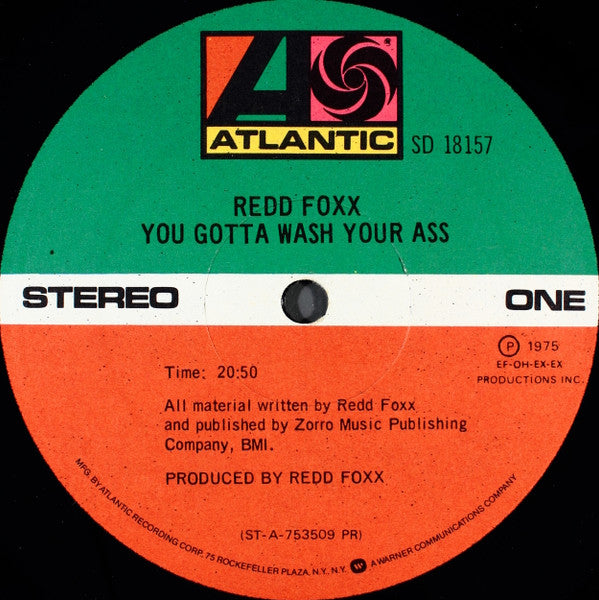 ATLANTIC
SD 18157
REDD FOXX
YOU GOTTA WASH YOUR ASS
STEREO
ONE
Ⓟ 1975
EF-OH-EX-EX
PRODUCTIONS INC.
Time: 20:50
All material written by Redd Foxx
and published by Zorro Music Publishing
Company, BMI.
PRODUCED BY REDD FOXX
(ST-A-753509 PR)
MFG. BY ATLANTIC RECORDING CORP. 75 ROCKEFELLER PLAZA, N.Y., N.Y. A WARNER COMMUNICATIONS COMPANY